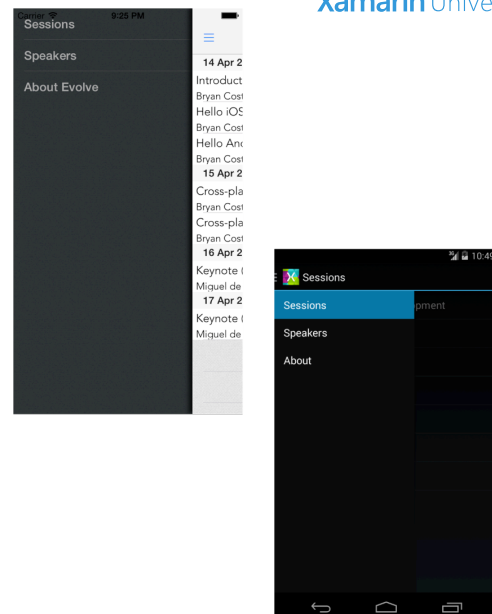 Xamarin Unive
Carrier 9:25 PM
Sessions
Speakers
About Evolve
14 Apr 2
Introduct
Bryan Cost
Hello iOS
Bryan Cost
Hello And
Bryan Cost
15 Apr 2
Cross-pla
Bryan Cost
Cross-pla
Bryan Cost
16 Apr 2
Keynote (
Miguel de
17 Apr 2
Keynote (
Miguel de
3G 10:49
Sessions
Sessions
pment
Speakers
About